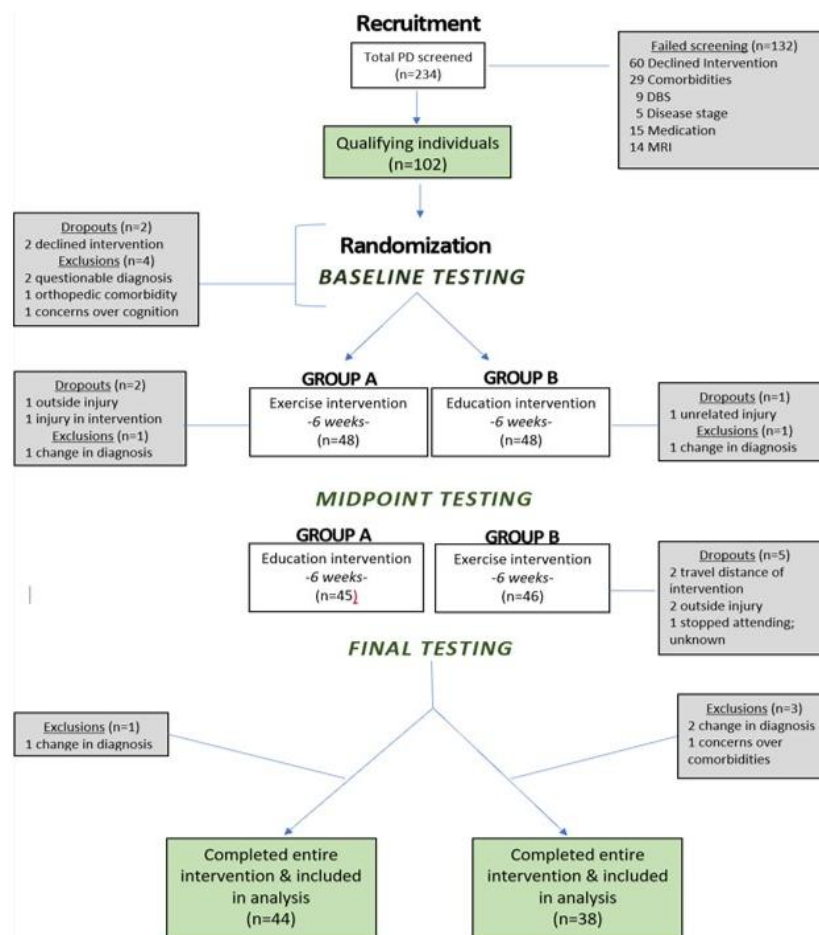 Recruitment
Total PD screened
(n=234)
Failed screening (n=132)
60 Declined Intervention
29 Comorbidities
9 DBS
5 Disease stage
15 Medication
14 MRI
Qualifying individuals
(n=102)
Dropouts (n=2)
2 declined intervention
Exclusions (n=4)
2 questionable diagnosis
1 orthopedic comorbidity
1 concerns over cognition
Randomization
BASELINE TESTING
Dropouts (n=2)
1 outside injury
1 injury in intervention
Exclusions (n=1)
1 change in diagnosis
GROUP A
Exercise intervention
-6 weeks-
(n=48)
GROUP B
Education intervention
-6 weeks-
(n=48)
Dropouts (n=1)
1 unrelated injury
Exclusions (n=1)
1 change in diagnosis
MIDPOINT TESTING
GROUP A
Education intervention
-6 weeks-
(n=45)
GROUP B
Exercise intervention
-6 weeks-
(n=46)
Dropouts (n=5)
2 travel distance of
intervention
2 outside injury
1 stopped attending;
unknown
FINAL TESTING
Exclusions (n=1)
1 change in diagnosis
Exclusions (n=3)
2 change in diagnosis
1 concerns over
comorbidities
Completed entire
intervention & included
in analysis
(n=44)
Completed entire
intervention & included
in analysis
(n=38)